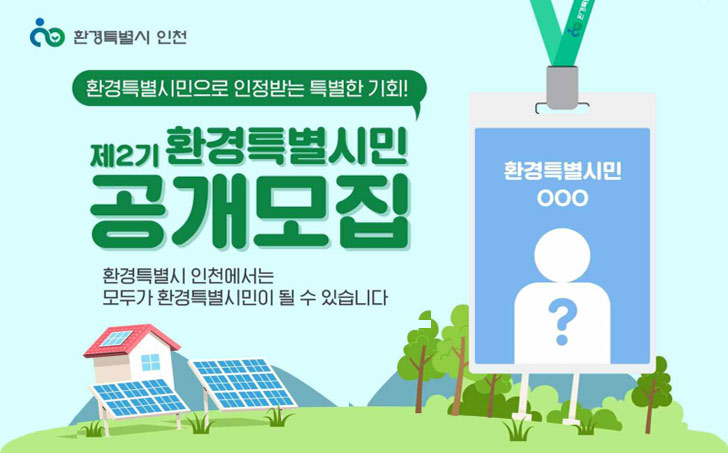 환경특별시 인천
환경특별시민으로 인정받는 특별한 기회!
제2기 환경특별시민
공개모집
환경특별시 인천에서는
모두가 환경특별시민이 될 수 있습니다
환경특별시민
OOO
?